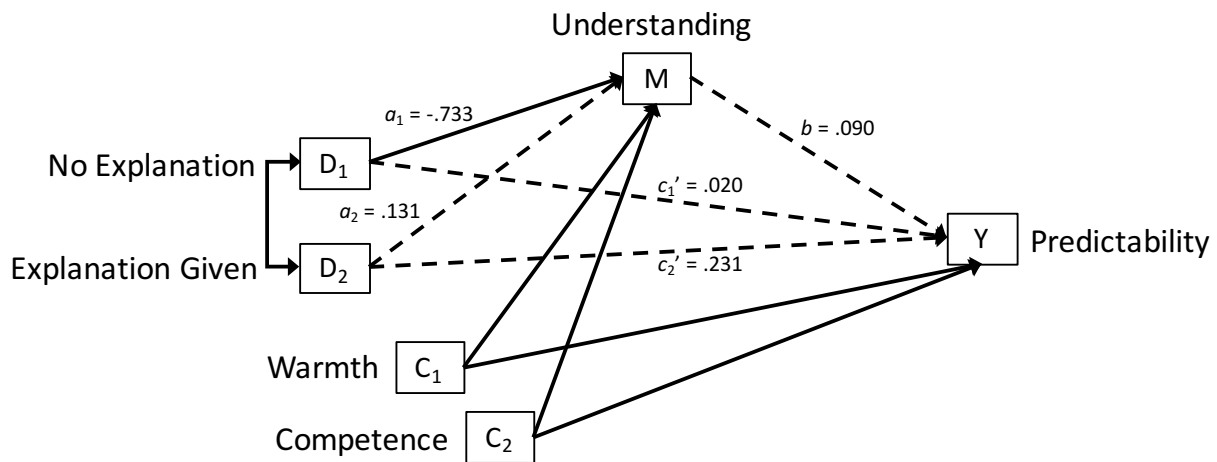 Understanding
M
a₁ = -.733
b = .090
No Explanation
D₁
c₁’ = .020
a₂ = .131
Y
Predictability
Explanation Given
D₂
c₂’ = .231
Warmth
C₁
Competence
C₂